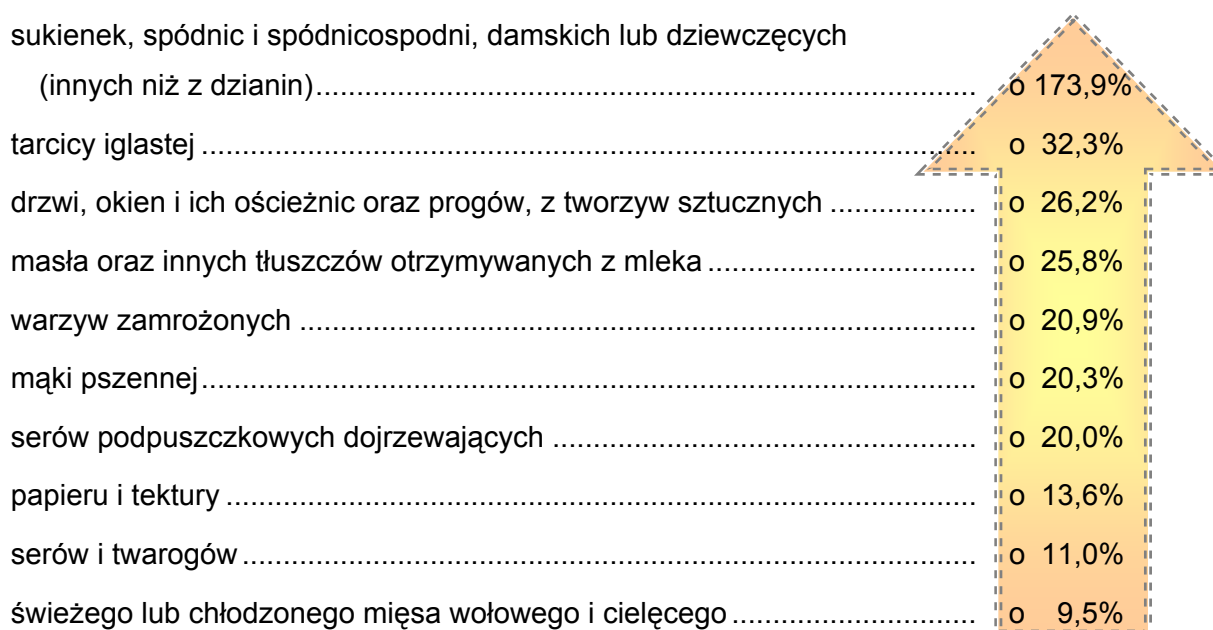 sukienek, spódnic i spódnicospodni, damskich lub dziewczęcych
(innych niż z dzianin)................................................................................. o 173,9%
tarcicy iglastej ............................................................................................... o 32,3%
drzwi, okien i ich ościeżnic oraz progów, z tworzyw sztucznych .................. o 26,2%
masła oraz innych tłuszczów otrzymywanych z mleka ................................. o 25,8%
warzyw zamrożonych ................................................................................... o 20,9%
mąki pszennej............................................................................................... o 20,3%
serów podpuszczkowych dojrzewających .................................................... o 20,0%
papieru i tektury ............................................................................................ o 13,6%
serów i twarogów.......................................................................................... o 11,0%
świeżego lub chłodzonego mięsa wołowego i cielęcego .............................. o 9,5%